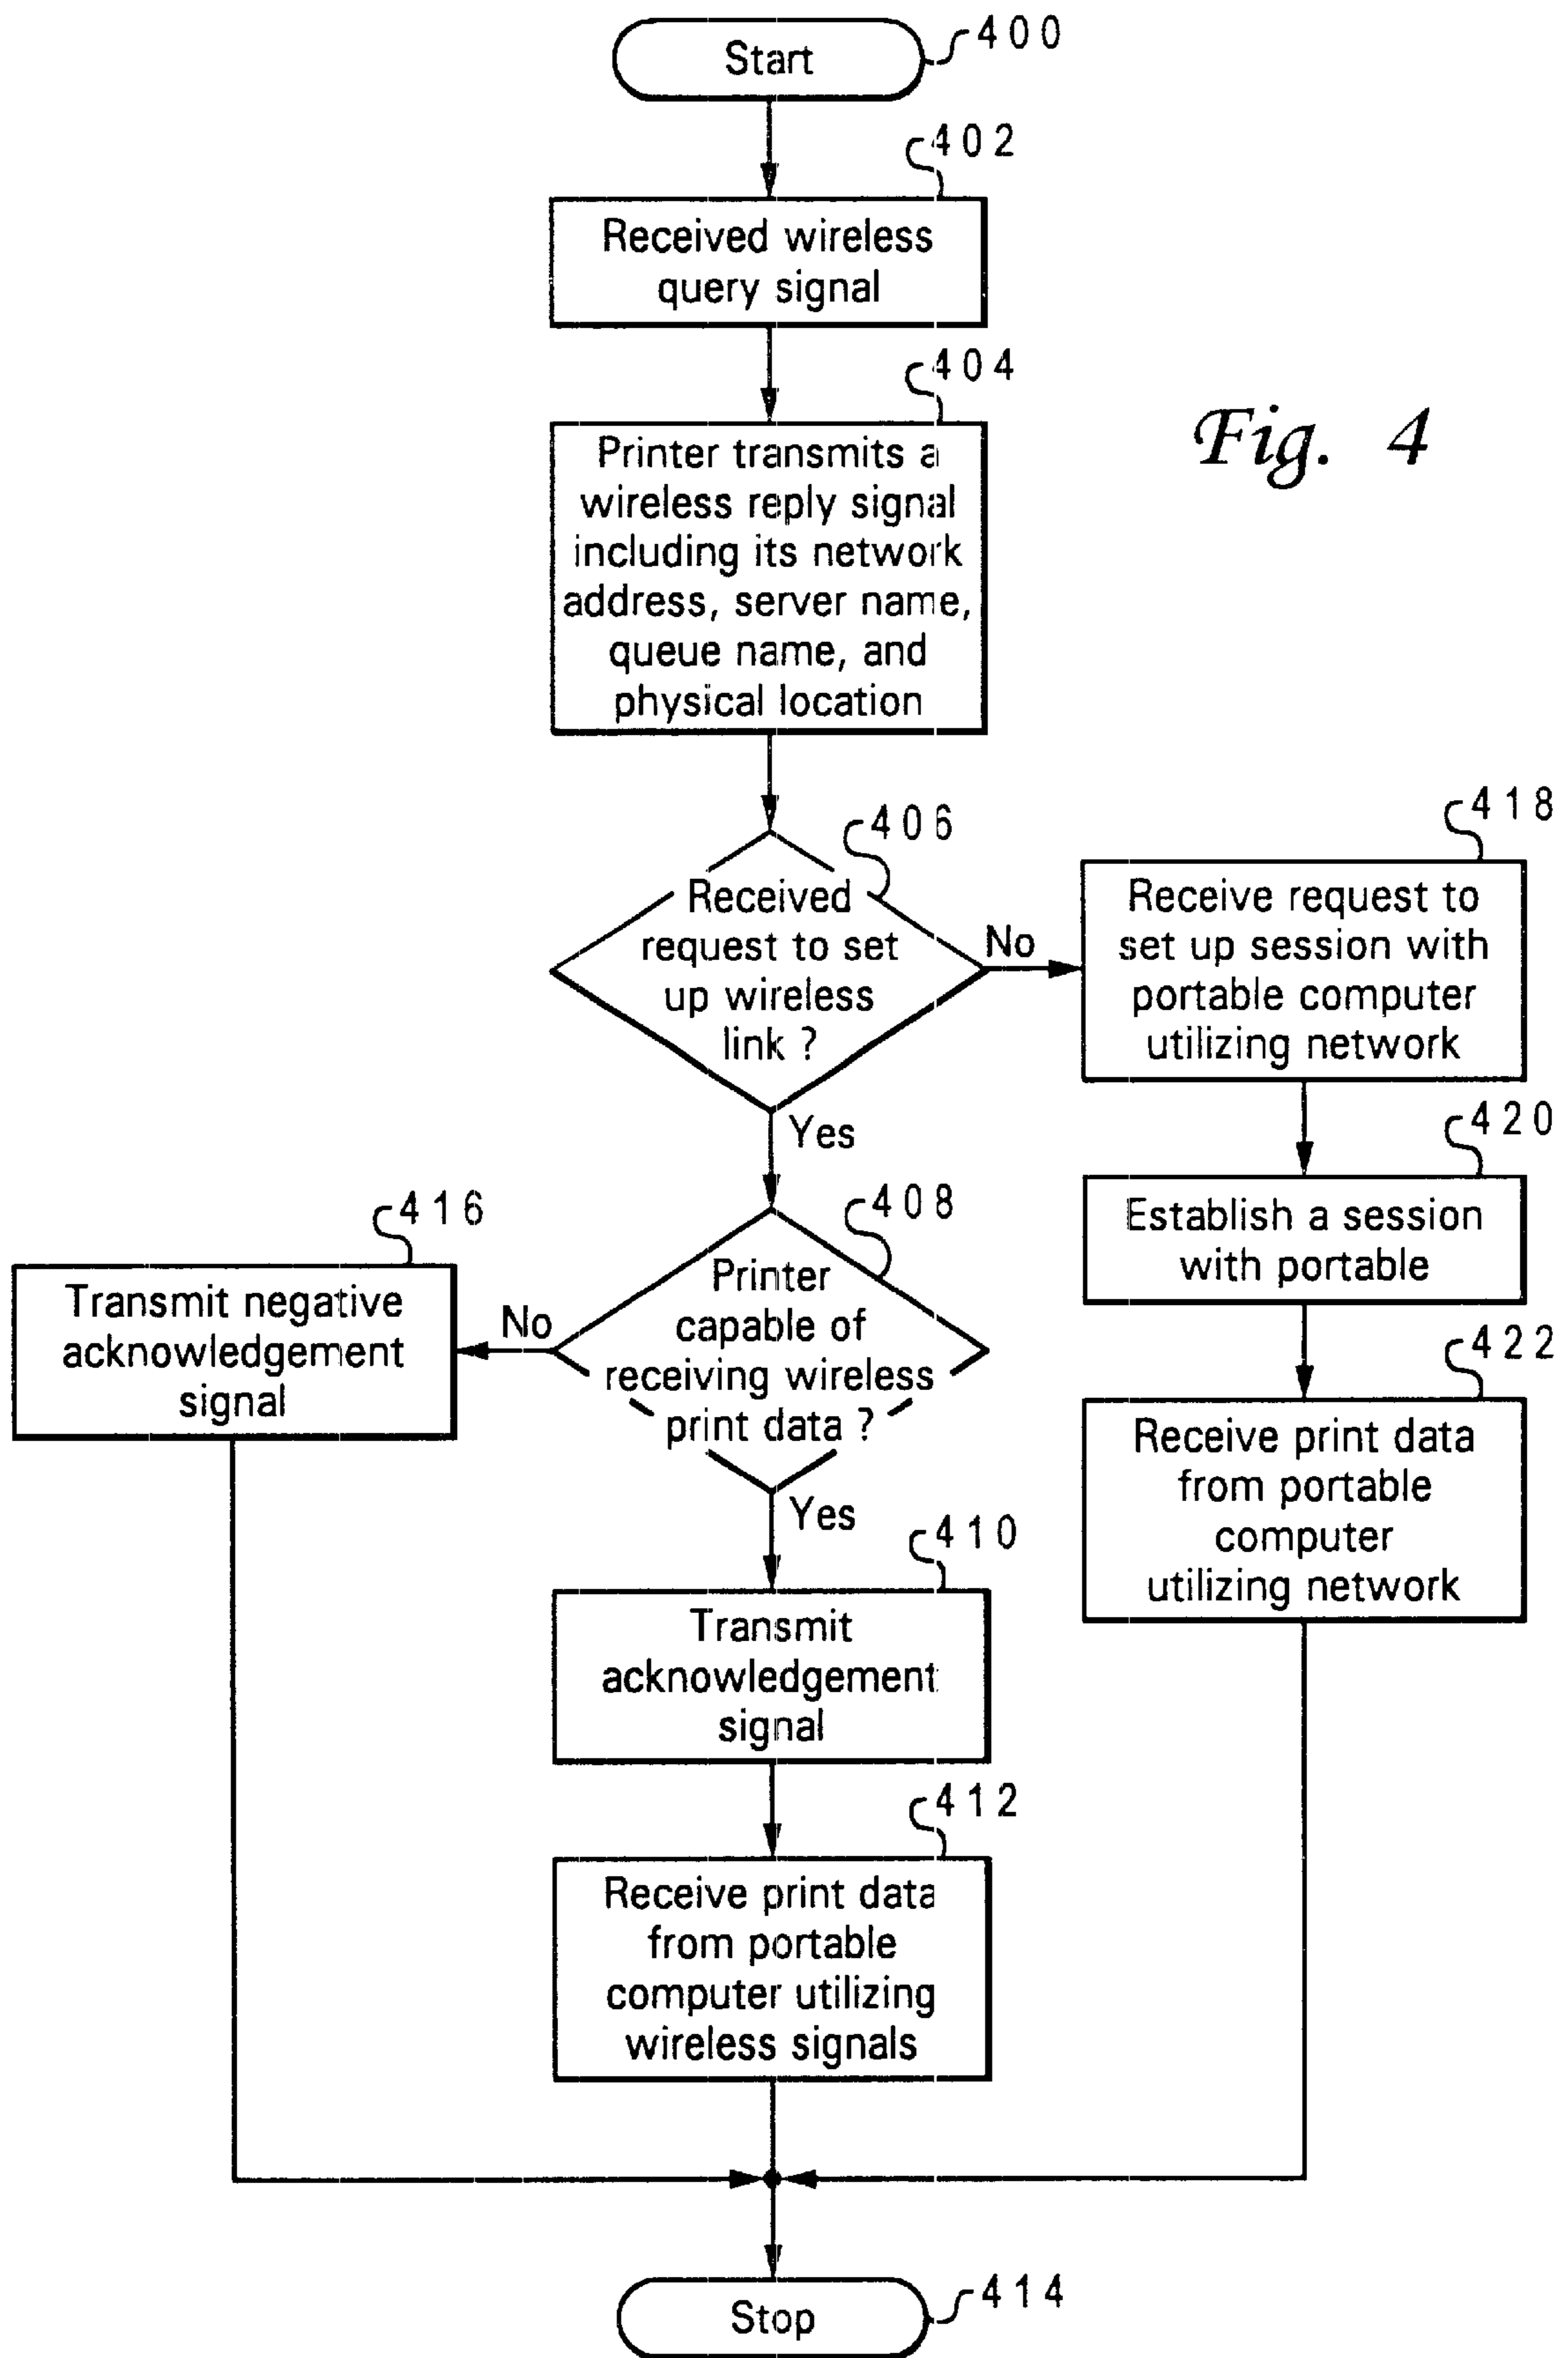 Start
400
402
Received wireless
query signal
404
Printer transmits a
wireless reply signal
including its network
address, server name,
queue name, and
physical location
Fig. 4
406
Received
request to set
up wireless
link ?
No
Yes
418
Receive request to
set up session with
portable computer
utilizing network
420
Establish a session
with portable
422
Receive print data
from portable
computer
utilizing network
408
Printer
capable of
receiving wireless
print data ?
No
Yes
416
Transmit negative
acknowledgement
signal
410
Transmit
acknowledgement
signal
412
Receive print data
from portable
computer utilizing
wireless signals
Stop
414